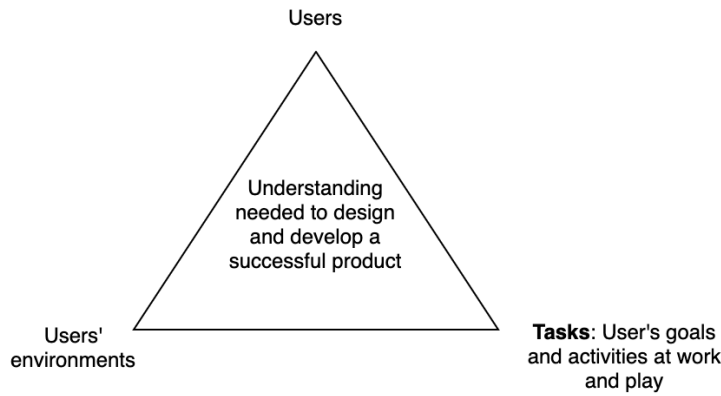 Users
Understanding
needed to design
and develop a
successful product
Users'
environments
Tasks: User's goals
and activities at work
and play